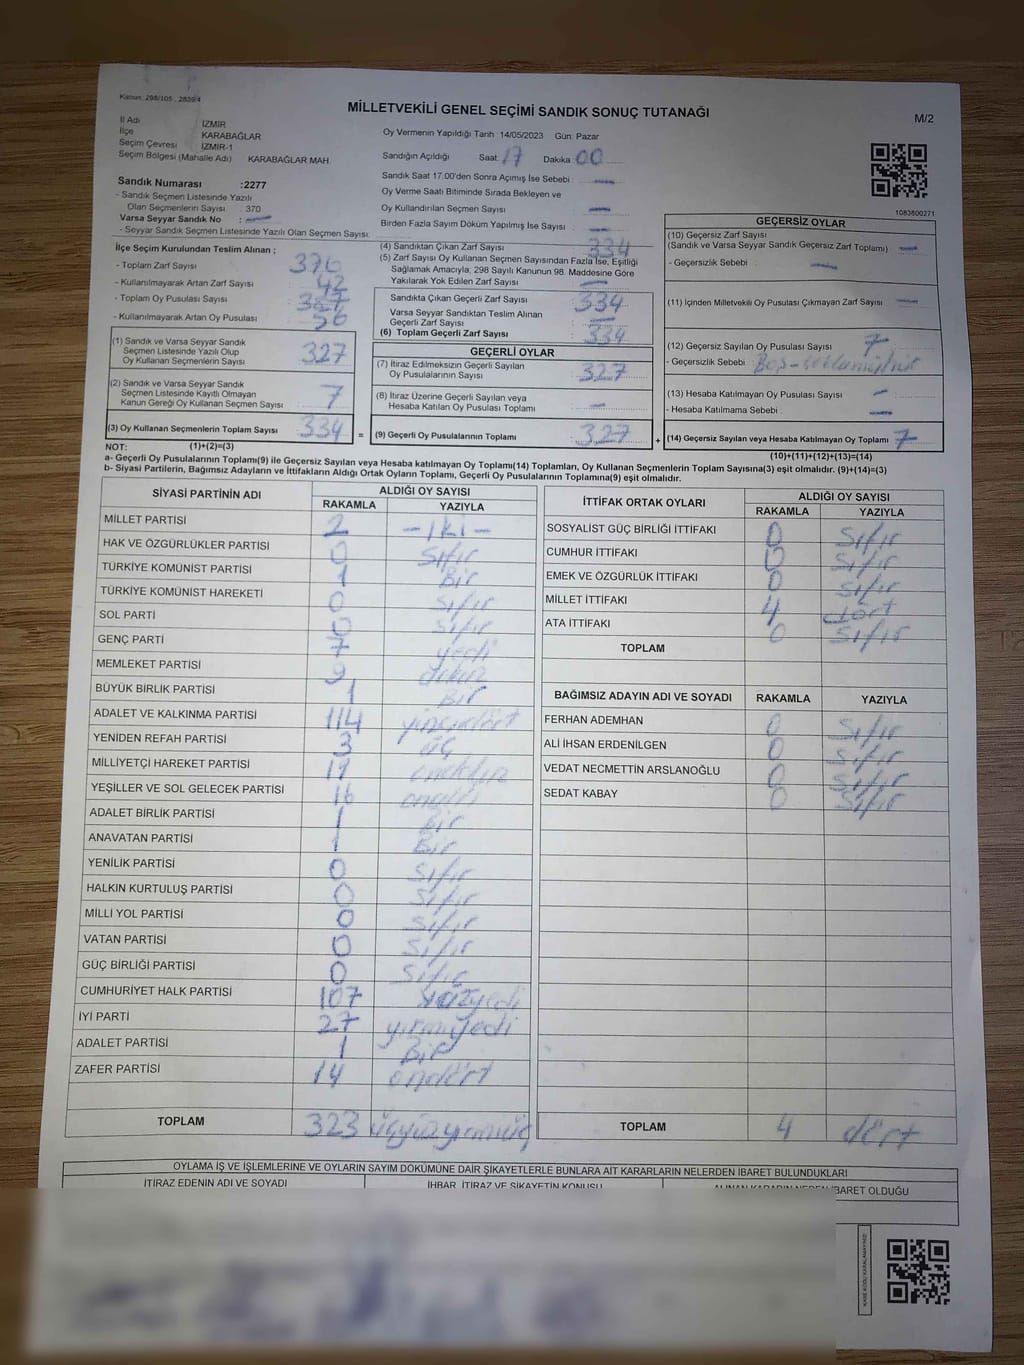 Kanun: 298/105 , 2839/4
MİLLETVEKİLİ GENEL SEÇİMİ SANDIK SONUÇ TUTANAĞI
M/2
İl Adı İZMİR
İlçe KARABAĞLAR
Seçim Çevresi İZMİR-1
Seçim Bölgesi (Mahalle Adı) KARABAĞLAR MAH.
Oy Vermenin Yapıldığı Tarih 14/05/2023 Gün: Pazar
Sandığın Açıldığı Saat: 17 Dakika: 00
Sandık Saat 17.00'den Sonra Açımış İse Sebebi : —
Oy Verme Saati Bitiminde Sırada Bekleyen ve
Oy Kullandırılan Seçmen Sayısı : —
Birden Fazla Sayım Döküm Yapılmış İse Sayısı : —
1083800271
Sandık Numarası :2277
- Sandık Seçmen Listesinde Yazılı
Olan Seçmenlerin Sayısı : 370
Varsa Seyyar Sandık No : —
- Seyyar Sandık Seçmen Listesinde Yazılı Olan Seçmen Sayısı:
İlçe Seçim Kurulundan Teslim Alınan ;
- Toplam Zarf Sayısı : 376
- Kullanılmayarak Artan Zarf Sayısı : 42
- Toplam Oy Pusulası Sayısı :
- Kullanılmayarak Artan Oy Pusulası : 56
(1) Sandık ve Varsa Seyyar Sandık
Seçmen Listesinde Yazılı Olup
Oy Kullanan Seçmenlerin Sayısı : 327
(2) Sandık ve Varsa Seyyar Sandık
Seçmen Listesinde Kayıtlı Olmayan
Kanun Gereği Oy Kullanan Seçmen Sayısı : 7
(3) Oy Kullanan Seçmenlerin Toplam Sayısı : 334 =
(4) Sandıktan Çıkan Zarf Sayısı : 334
(5) Zarf Sayısı Oy Kullanan Seçmen Sayısından Fazla İse, Eşitliği
Sağlamak Amacıyla; 298 Sayılı Kanunun 98. Maddesine Göre
Yakılarak Yok Edilen Zarf Sayısı : —
Sandıkta Çıkan Geçerli Zarf Sayısı : 334
Varsa Seyyar Sandıktan Teslim Alınan
Geçerli Zarf Sayısı : —
(6) Toplam Geçerli Zarf Sayısı : 334
GEÇERLİ OYLAR
(7) İtiraz Edilmeksizin Geçerli Sayılan
Oy Pusulalarının Sayısı : 327
(8) İtiraz Üzerine Geçerli Sayılan veya
Hesaba Katılan Oy Pusulası Toplamı : —
(9) Geçerli Oy Pusulalarının Toplamı : 327 +
GEÇERSİZ OYLAR
(10) Geçersiz Zarf Sayısı
(Sandık ve Varsa Seyyar Sandık Geçersiz Zarf Toplamı) : —
- Geçersizlik Sebebi : —
(11) İçinden Milletvekili Oy Pusulası Çıkmayan Zarf Sayısı : —
(12) Geçersiz Sayılan Oy Pusulası Sayısı : 7
- Geçersizlik Sebebi : Boş-
(13) Hesaba Katılmayan Oy Pusulası Sayısı : —
- Hesaba Katılmama Sebebi : —
(14) Geçersiz Sayılan veya Hesaba Katılmayan Oy Toplamı : 7
NOT: (1)+(2)=(3)
(10)+(11)+(12)+(13)=(14)
a- Geçerli Oy Pusulalarının Toplamı(9) ile Geçersiz Sayılan veya Hesaba katılmayan Oy Toplamı(14) Toplamları, Oy Kullanan Seçmenlerin Toplam Sayısına(3) eşit olmalıdır. (9)+(14)=(3)
b- Siyasi Partilerin, Bağımsız Adayların ve İttifakların Aldığı Ortak Oyların Toplamı, Geçerli Oy Pusulalarının Toplamına(9) eşit olmalıdır.
SİYASİ PARTİNİN ADI ALDIĞI OY SAYISI
RAKAMLA YAZIYLA
MİLLET PARTİSİ 2 -İki-
HAK VE ÖZGÜRLÜKLER PARTİSİ 0 sıfır
TÜRKİYE KOMÜNİST PARTİSİ 1 Bir
TÜRKİYE KOMÜNİST HAREKETİ 0 sıfır
SOL PARTİ 0 sıfır
GENÇ PARTİ 7 yedi
MEMLEKET PARTİSİ 9 dokuz
BÜYÜK BİRLİK PARTİSİ 1 Bir
ADALET VE KALKINMA PARTİSİ 114
YENİDEN REFAH PARTİSİ 3 üç
MİLLİYETÇİ HAREKET PARTİSİ 19 ondokuz
YEŞİLLER VE SOL GELECEK PARTİSİ 16 onaltı
ADALET BİRLİK PARTİSİ 1 Bir
ANAVATAN PARTİSİ 1 Bir
YENİLİK PARTİSİ 0 sıfır
HALKIN KURTULUŞ PARTİSİ 0 sıfır
MİLLİ YOL PARTİSİ 0 sıfır
VATAN PARTİSİ 0 sıfır
GÜÇ BİRLİĞİ PARTİSİ 0 sıfır
CUMHURİYET HALK PARTİSİ 107 yüzyedi
İYİ PARTİ 27 yirmiyedi
ADALET PARTİSİ 1 Bir
ZAFER PARTİSİ 14 ondört
TOPLAM 323 üçyüzyirmiüç
İTTİFAK ORTAK OYLARI ALDIĞI OY SAYISI
RAKAMLA YAZIYLA
SOSYALİST GÜÇ BİRLİĞİ İTTİFAKI 0 sıfır
CUMHUR İTTİFAKI 0 sıfır
EMEK VE ÖZGÜRLÜK İTTİFAKI 0 sıfır
MİLLET İTTİFAKI 4 dört
ATA İTTİFAKI 0 sıfır
TOPLAM
BAĞIMSIZ ADAYIN ADI VE SOYADI RAKAMLA YAZIYLA
FERHAN ADEMHAN 0 sıfır
ALİ İHSAN ERDENİLGEN 0 sıfır
VEDAT NECMETTİN ARSLANOĞLU 0 sıfır
SEDAT KABAY 0 sıfır
TOPLAM 4 dört
OYLAMA İŞ VE İŞLEMLERİNE VE OYLARIN SAYIM DÖKÜMÜNE DAİR ŞİKAYETLERLE BUNLARA AİT KARARLARIN NELERDEN İBARET BULUNDUKLARI
İTİRAZ EDENİN ADI VE SOYADI İHBAR, İTİRAZ VE ŞİKAYETİN KONUSU ALINAN KARARIN NEDEN İBARET OLDUĞU